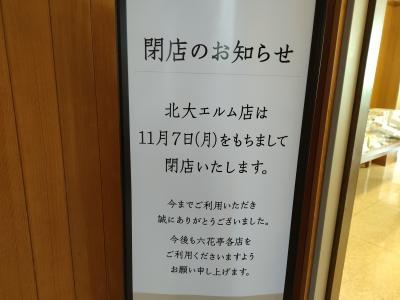 閉店のお知らせ
北大エルム店は
11月7日(月)をもちまして
閉店いたします。
今までご利用いただき
誠にありがとうございました。
今後も六花亭各店を
ご利用くださいますよう
お願い申し上げます。